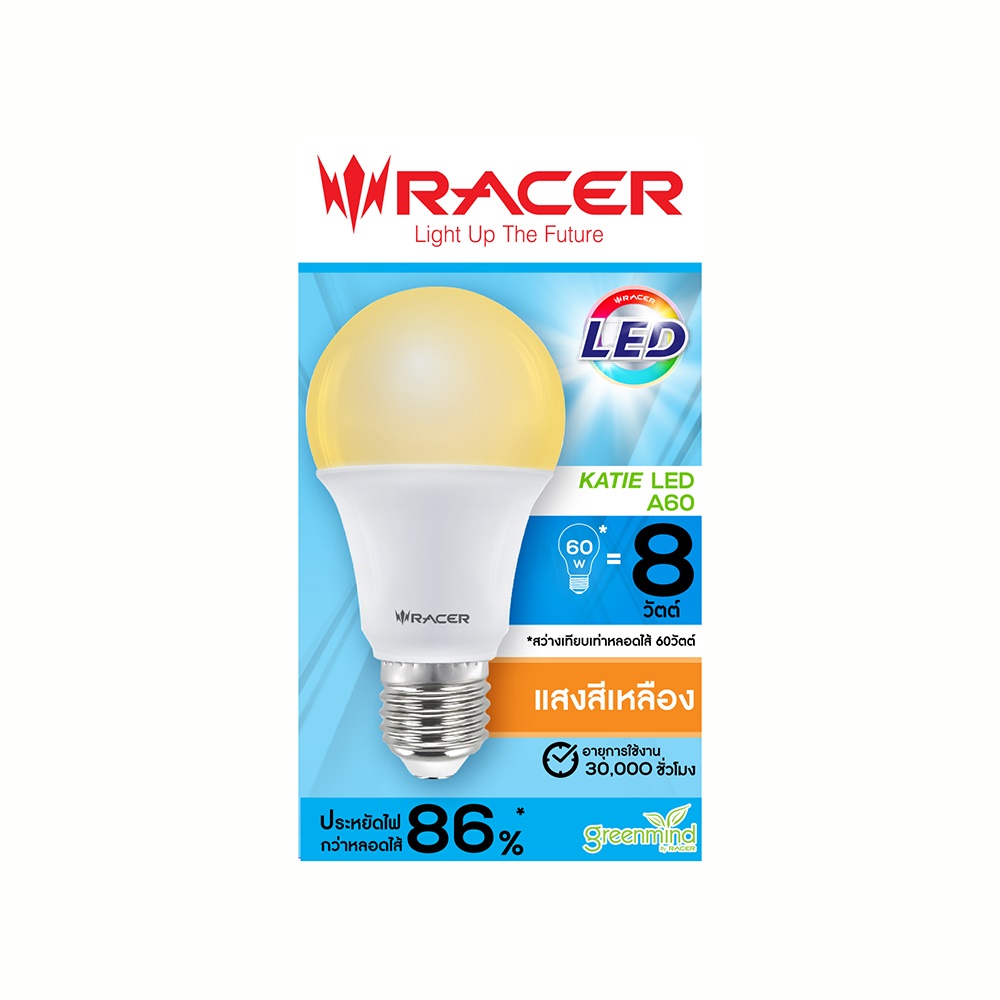 RACER
Light Up The Future
RACER
LED
KATIE LED
A60
60
W
*
=
8
วัตต์
RACER
*สว่างเทียบเท่าหลอดไส้ 60วัตต์
แสงสีเหลือง
อายุการใช้งาน
30,000 ชั่วโมง
ประหยัดไฟ
กว่าหลอดไส้
86%*
greenmind
by RACER